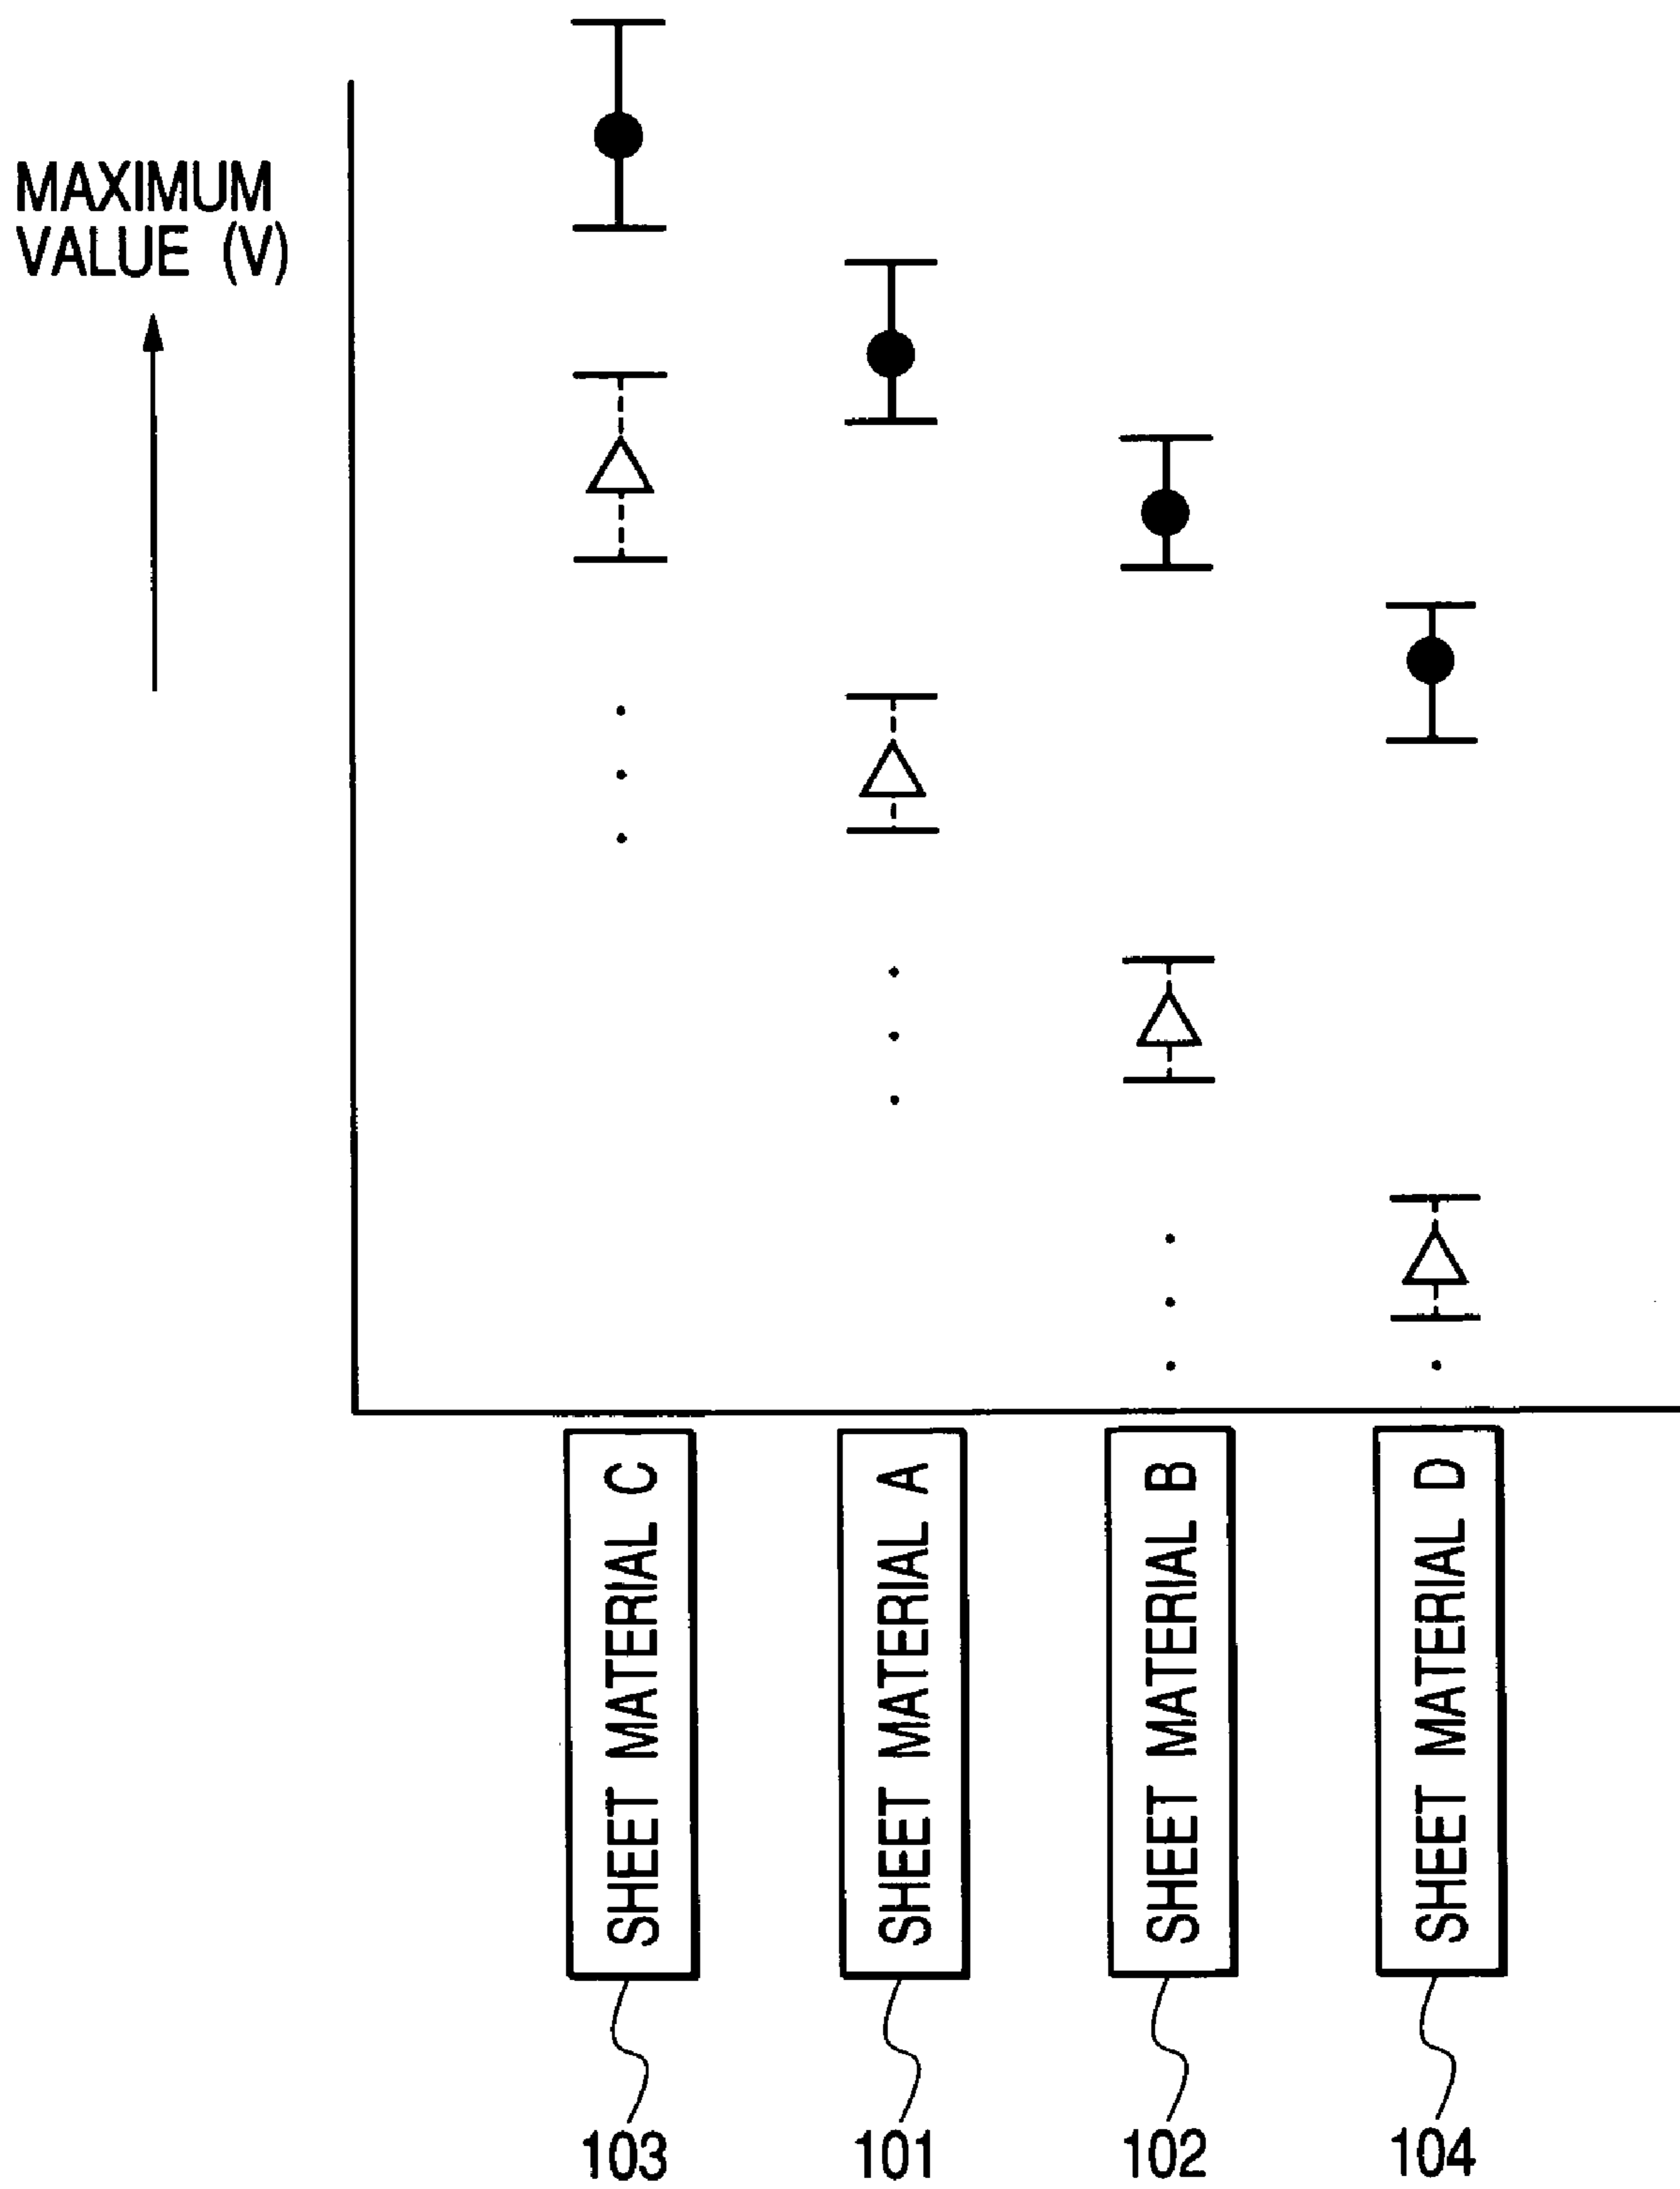 MAXIMUM
VALUE (V)
SHEET MATERIAL C
SHEET MATERIAL A
SHEET MATERIAL B
SHEET MATERIAL D
103
101
102
104